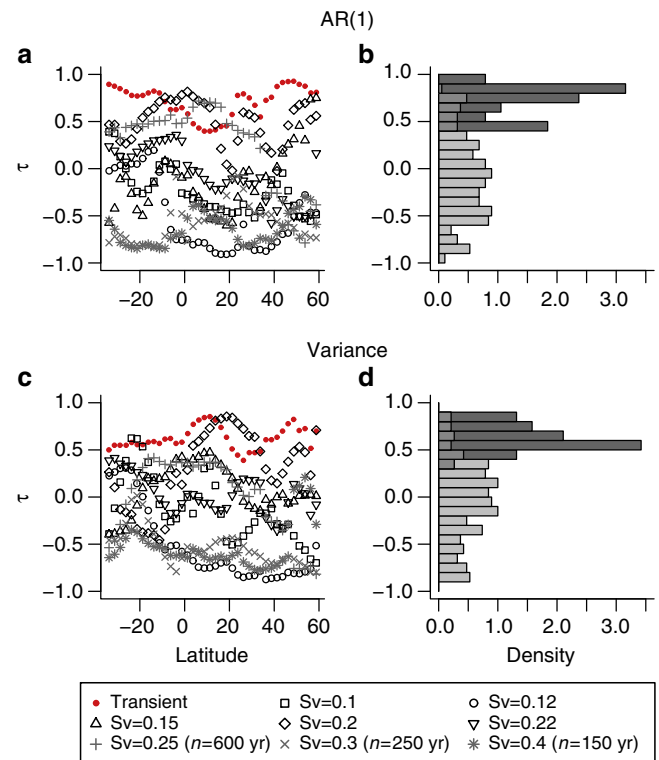 AR(1)
a
b
1.0
0.5
0.0
−0.5
−1.0
τ
−20 0 20 40 60
1.0
0.5
0.0
−0.5
−1.0
0.0 1.0 2.0 3.0
Variance
c
d
1.0
0.5
0.0
−0.5
−1.0
τ
−20 0 20 40 60
Latitude
1.0
0.5
0.0
−0.5
−1.0
0.0 1.0 2.0 3.0
Density
Transient Sv=0.1 Sv=0.12
Sv=0.15 Sv=0.2 Sv=0.22
Sv=0.25 (n=600 yr) Sv=0.3 (n=250 yr) Sv=0.4 (n=150 yr)